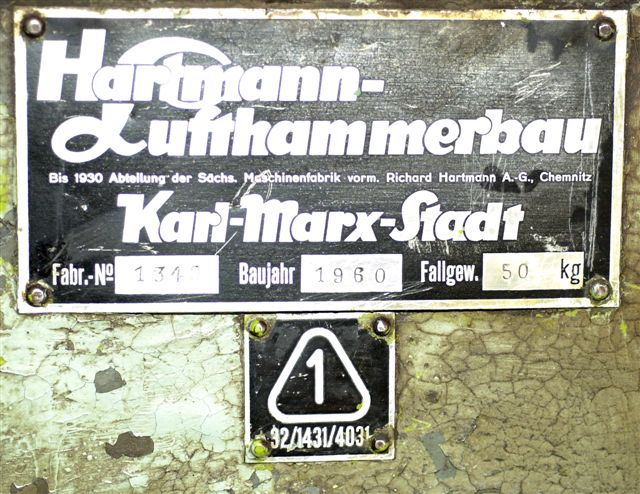 Hartmann-
Lufthammerbau
Bis 1930 Abteilung der Sächs. Maschinenfabrik vorm. Richard Hartmann A.-G., Chemnitz
Karl-Marx-Stadt
Fabr.-Nº Baujahr 1960 Fallgew. 50 kg
1
92/1431/4031